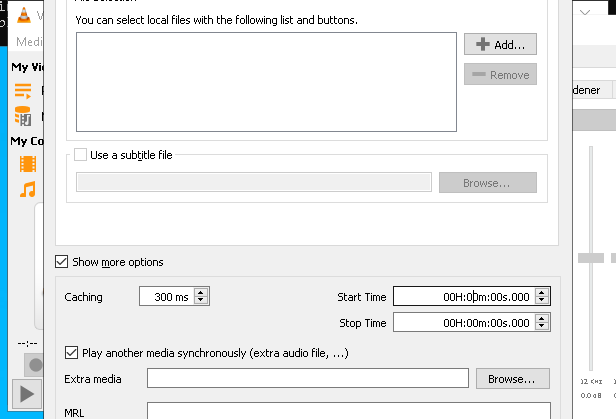 You can select local files with the following list and buttons.
Add...
Remove
Use a subtitle file
Browse...
Show more options
Caching
300 ms
Start Time
00H:00m:00s.000
Stop Time
00H:00m:00s.000
Play another media synchronously (extra audio file, ...)
Extra media
Browse...
MRL
Medi
My Vi
My Co
--:--
dener
12 KHz
0.0 dB